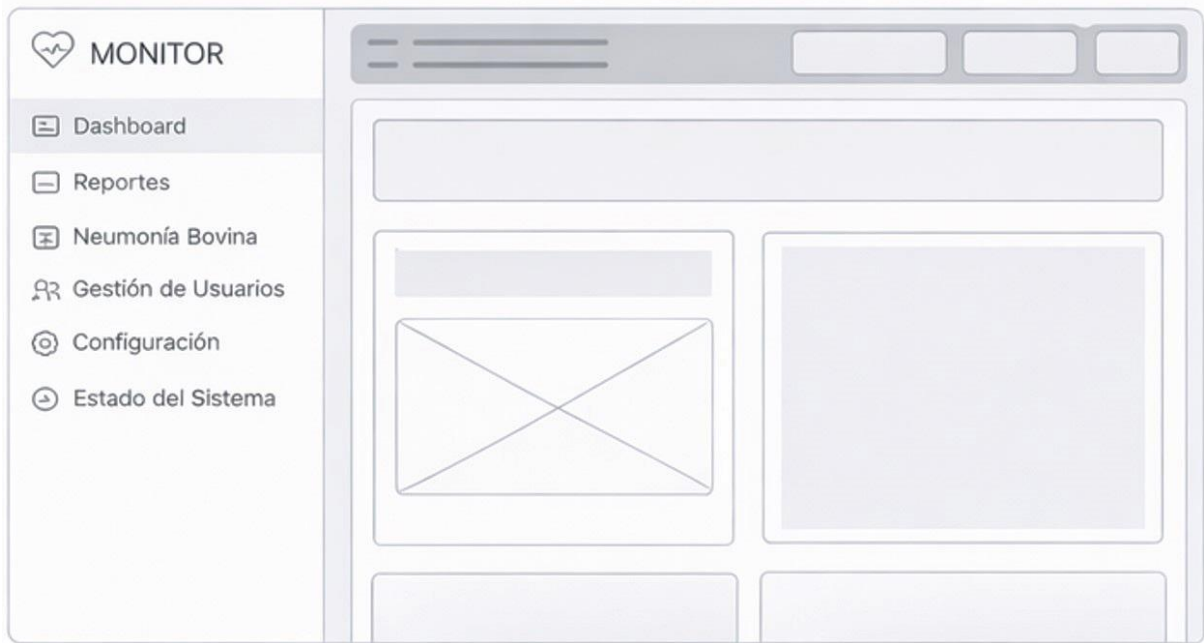 MONITOR
Dashboard
Reportes
Neumonía Bovina
Gestión de Usuarios
Configuración
Estado del Sistema